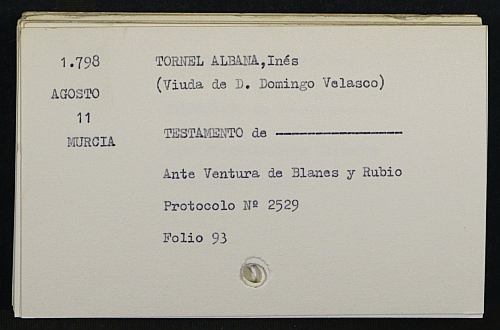 1.798
AGOSTO
11
MURCIA
TORNEL ALBANA,Inés
(Viuda de D. Domingo Velasco)
TESTAMENTO de ------------------
Ante Ventura de Blanes y Rubio
Protocolo Nº 2529
Folio 93